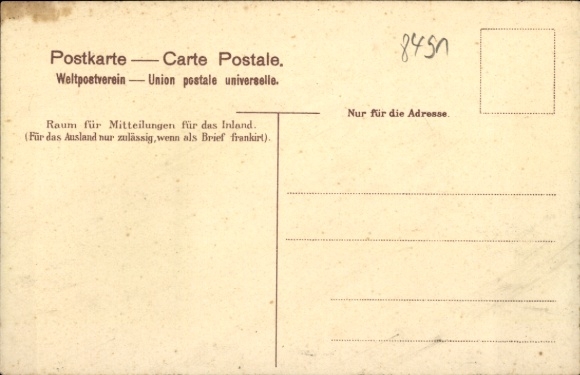 Postkarte — Carte Postale.
Weltpostverein — Union postale universelle.
Raum für Mitteilungen für das Inland.
(Für das Ausland nur zulässig, wenn als Brief frankirt).
Nur für die Adresse.